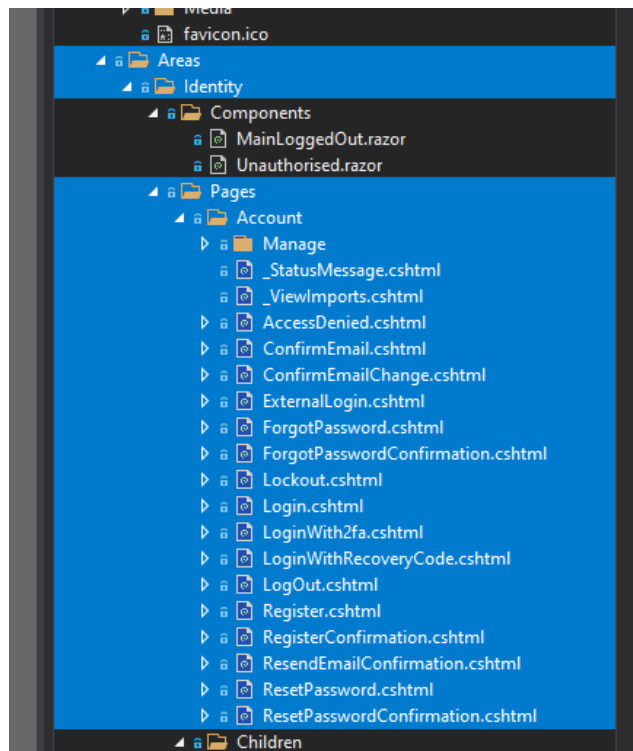 Media
favicon.ico
Areas
Identity
Components
MainLoggedOut.razor
Unauthorised.razor
Pages
Account
Manage
_StatusMessage.cshtml
_ViewImports.cshtml
AccessDenied.cshtml
ConfirmEmail.cshtml
ConfirmEmailChange.cshtml
ExternalLogin.cshtml
ForgotPassword.cshtml
ForgotPasswordConfirmation.cshtml
Lockout.cshtml
Login.cshtml
LoginWith2fa.cshtml
LoginWithRecoveryCode.cshtml
LogOut.cshtml
Register.cshtml
RegisterConfirmation.cshtml
ResendEmailConfirmation.cshtml
ResetPassword.cshtml
ResetPasswordConfirmation.cshtml
Children